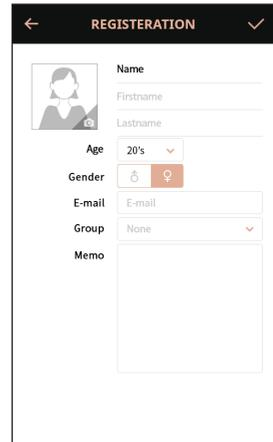 REGISTERATION
Name
Firstname
Lastname
Age 20's
Gender
E-mail E-mail
Group None
Memo